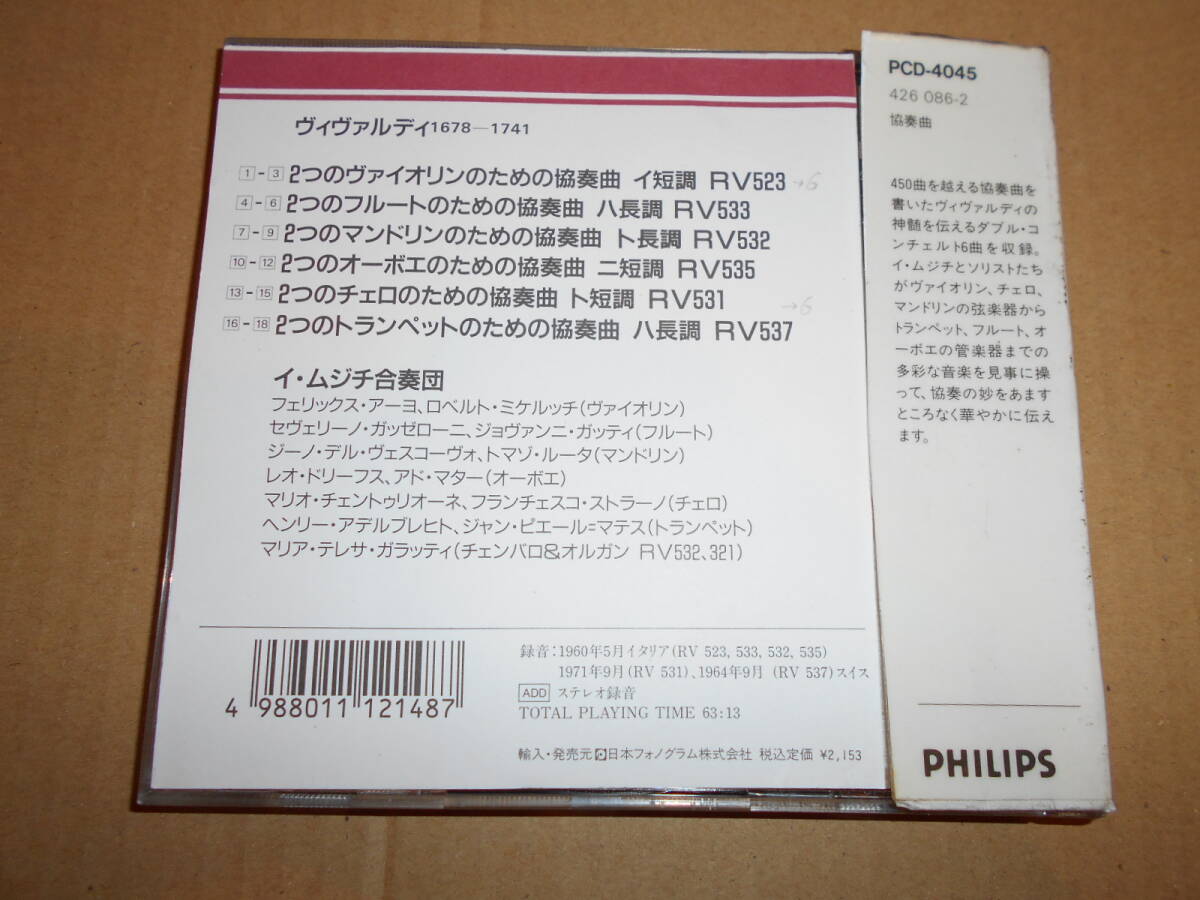 ヴィヴァルディ1678—1741
1-3 2つのヴァイオリンのための協奏曲 イ短調 RV523 →6
4-6 2つのフルートのための協奏曲 ハ長調 RV533
7-9 2つのマンドリンのための協奏曲 ト長調 RV532
10-12 2つのオーボエのための協奏曲 ニ短調 RV535
13-15 2つのチェロのための協奏曲 ト短調 RV531 →6
16-18 2つのトランペットのための協奏曲 ハ長調 RV537
イ・ムジチ合奏団
フェリックス・アーヨ、ロベルト・ミケルッチ(ヴァイオリン)
セヴェリーノ・ガッゼローニ、ジョヴァンニ・ガッティ(フルート)
ジーノ・デル・ヴェスコーヴォ、トマゾ・ルータ(マンドリン)
レオ・ドリーフス、アド・マター(オーボエ)
マリオ・チェントゥリオーネ、フランチェスコ・ストラーノ(チェロ)
ヘンリー・アデルブレヒト、ジャン・ピエール=マテス(トランペット)
マリア・テレサ・ガラッティ(チェンバロ&オルガン RV532、321)
4 988011 121487
録音:1960年5月イタリア(RV 523, 533, 532, 535)
1971年9月(RV 531)、1964年9月 (RV 537)スイス
ADD ステレオ録音
TOTAL PLAYING TIME 63:13
輸入・発売元 日本フォノグラム株式会社 税込定価 ¥2,153
PCD-4045
426 086-2
協奏曲
450曲を越える協奏曲を
書いたヴィヴァルディの
神髄を伝えるダブル・コ
ンチェルト6曲を収録。
イ・ムジチとソリストたち
がヴァイオリン、チェロ、
マンドリンの弦楽器から
トランペット、フルート、オ
ーボエの管楽器までの
多彩な音楽を見事に操
って、協奏の妙をあます
ところなく華やかに伝え
ます。
PHILIPS